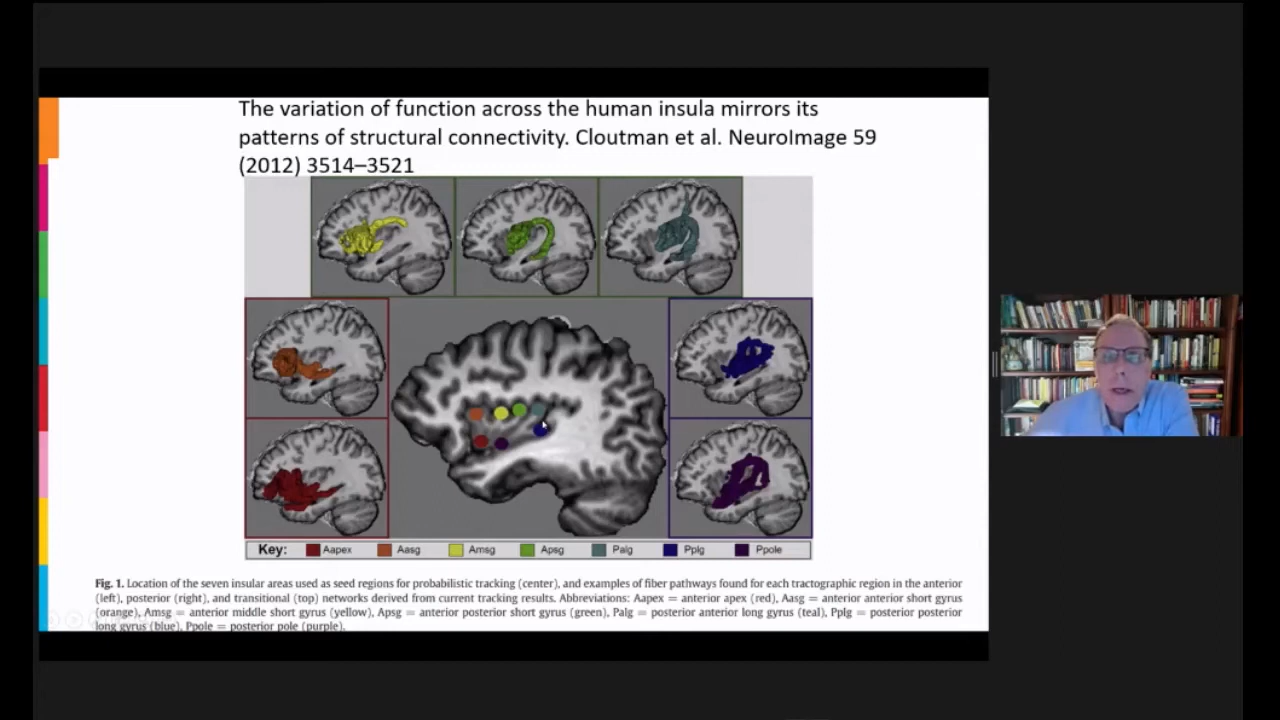 The variation of function across the human insula mirrors its
patterns of structural connectivity. Cloutman et al. NeuroImage 59
(2012) 3514–3521
Key: Aapex Aasg Amsg Apsg Palg Pplg Ppole
Fig. 1. Location of the seven insular areas used as seed regions for probabilistic tracking (center), and examples of fiber pathways found for each tractographic region in the anterior
(left), posterior (right), and transitional (top) networks derived from current tracking results. Abbreviations: Aapex = anterior apex (red), Aasg = anterior anterior short gyrus
(orange), Amsg = anterior middle short gyrus (yellow), Apsg = anterior posterior short gyrus (green), Palg = posterior anterior long gyrus (teal), Pplg = posterior posterior
long gyrus (blue), Ppole = posterior pole (purple).